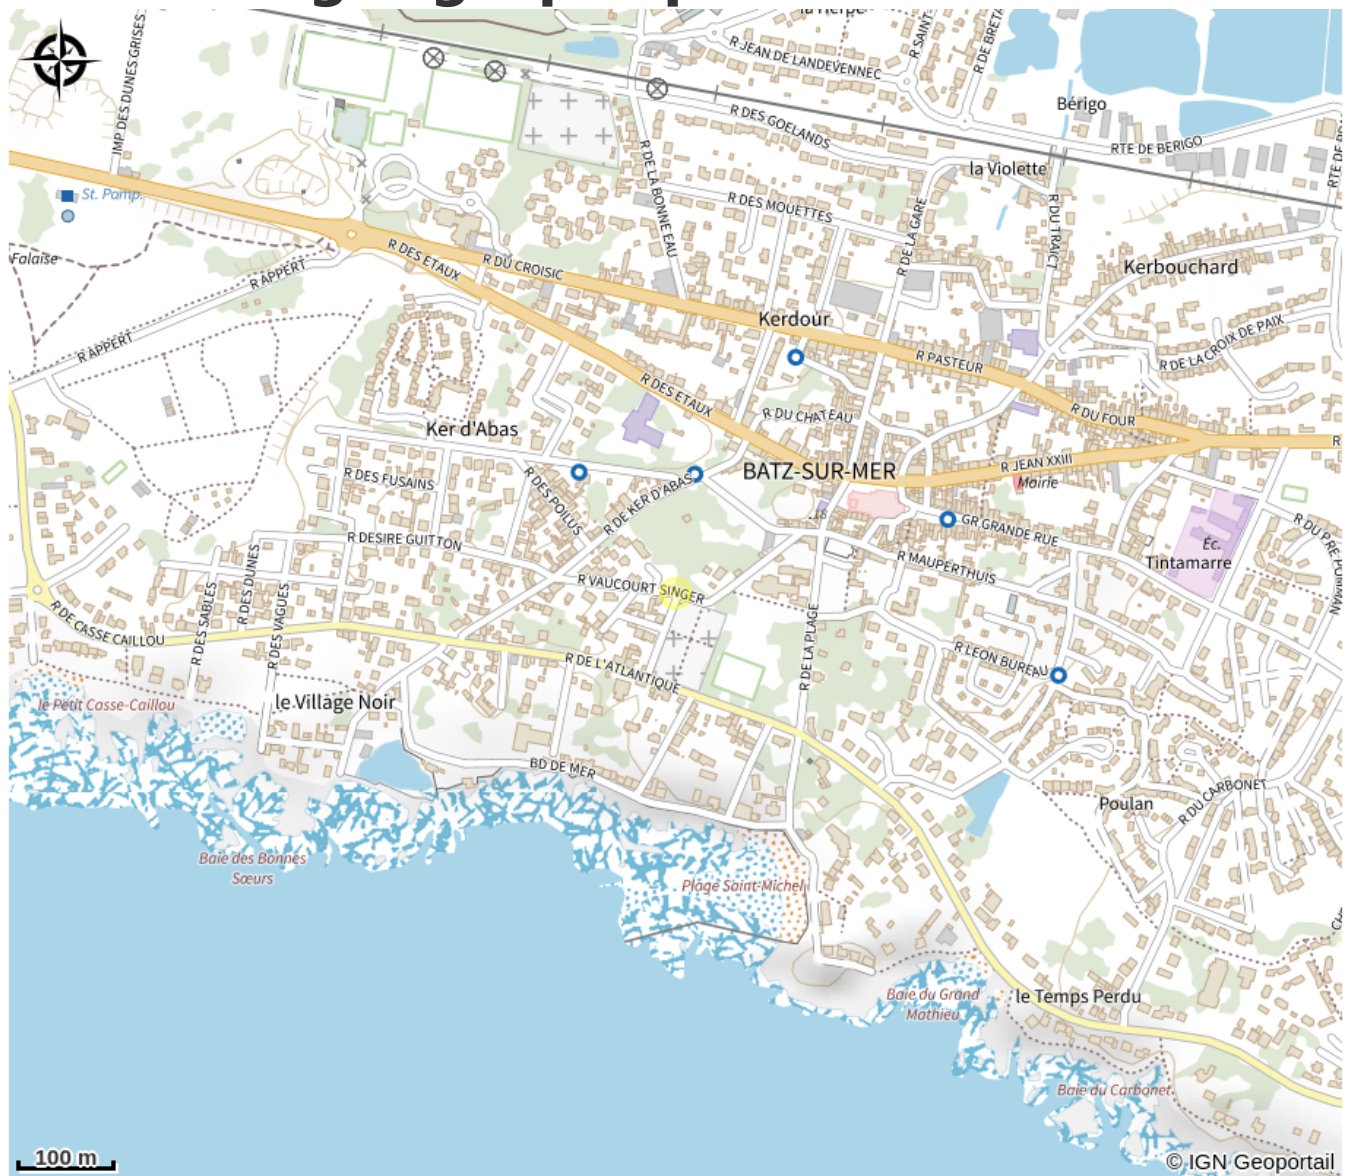 R JEAN DE LANDEVENNEC
R SAINT-
R DE BRETA
IMP DES DUNES GRISES
Bérigo
R DES GOELANDS
RTE DE BERIGO
R DE LA BONNE EAU
la Violette
St. Pomp.
R DES MOUETTES
R DE LA GARE
R DU TRAICT
Falaise
R DES ETAUX
R DU CROISIC
Kerbouchard
R APPERT
Kerdour
R APPERT
R DE LA CROIX DE PAIX
R PASTEUR
R DES ETAUX
R DU CHATEAU
R DU FOUR
Ker d'Abas
R
R JEAN XXIII
BATZ-SUR-MER
R DES FUSAINS
Mairie
R DES POILUS
R DE KER D'ABAS
18
GR GRANDE RUE
R DU PRE POMMAN
R DESIRE GUITTON
Éc.
Tintamarre
R MAUPERTHUIS
R DES DUNES
R VAUCOURT SINGER
R DES SABLES
R DES VAGUES
R DE CASSE CAILLOU
R DE LA PLAGE
R LEON BUREAU
R DE L'ATLANTIQUE
le Petit Casse-Caillou
le Village Noir
BD DE MER
Poulan
R DU CARBONET
Baie des Bonnes
Sœurs
Plage Saint-Michel
Baie du Grand
Mathieu
le Temps Perdu
Baie du Carbonet
100 m
© IGN Geoportail